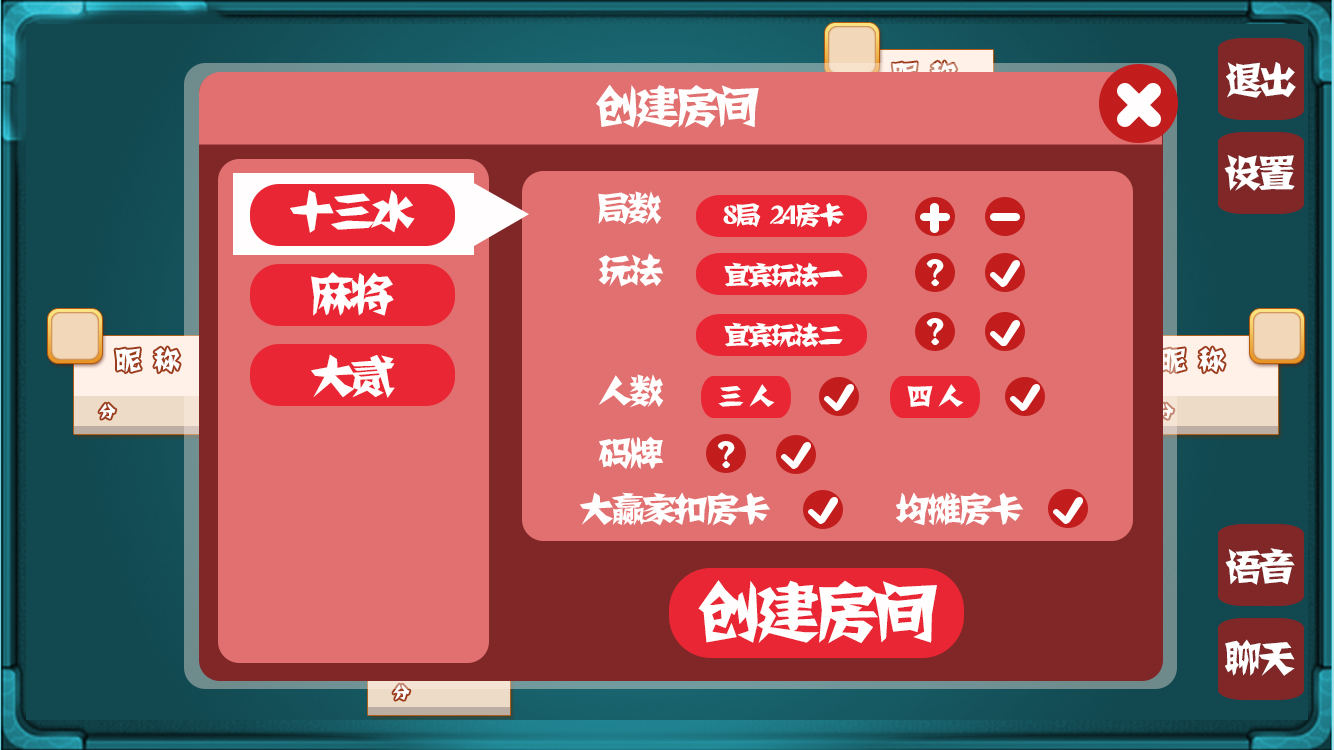 昵 称
退出
创建房间
设置
十三水
麻将
大贰
局数 8局 24房卡
玩法 宜宾玩法一 ?
宜宾玩法二 ?
人数 三人 四人
码牌 ?
大赢家扣房卡 均摊房卡
创建房间
昵 称
分
昵 称
分
语音
聊天
分